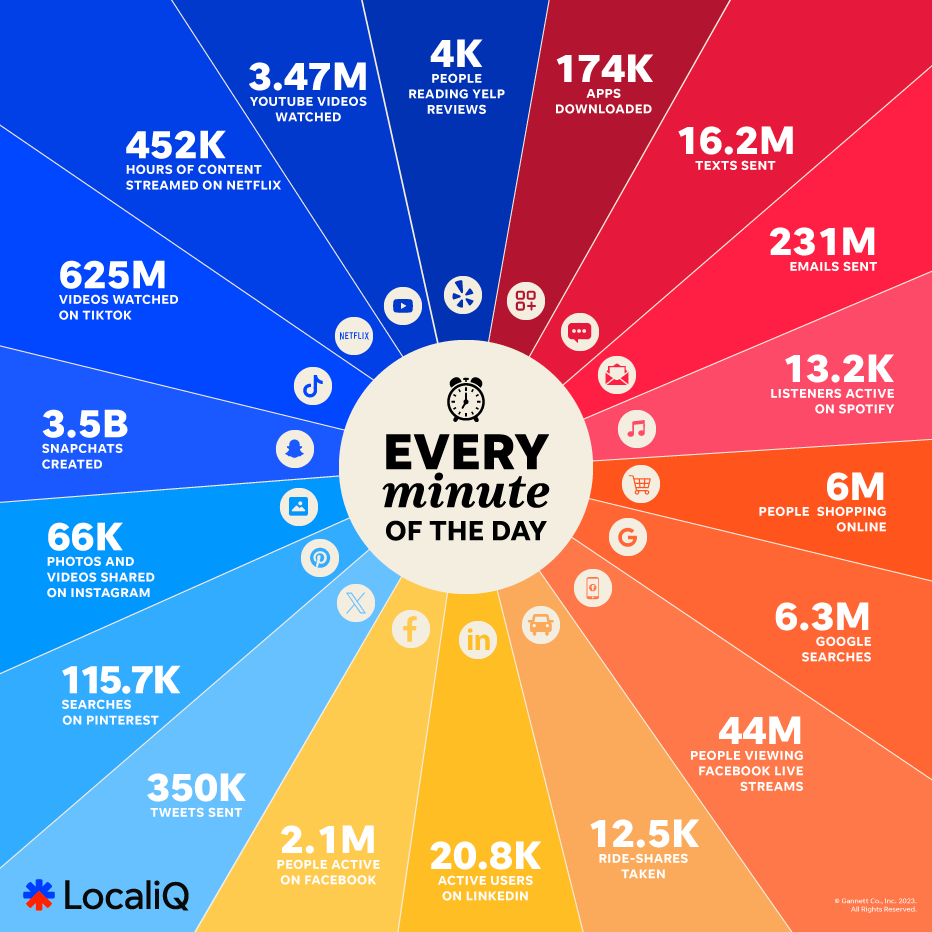 EVERY
minute
OF THE DAY
4K
PEOPLE
READING YELP
REVIEWS
174K
APPS
DOWNLOADED
16.2M
TEXTS SENT
231M
EMAILS SENT
13.2K
LISTENERS ACTIVE
ON SPOTIFY
6M
PEOPLE SHOPPING
ONLINE
6.3M
GOOGLE
SEARCHES
44M
PEOPLE VIEWING
FACEBOOK LIVE
STREAMS
12.5K
RIDE-SHARES
TAKEN
20.8K
ACTIVE USERS
ON LINKEDIN
2.1M
PEOPLE ACTIVE
ON FACEBOOK
350K
TWEETS SENT
115.7K
SEARCHES
ON PINTEREST
66K
PHOTOS AND
VIDEOS SHARED
ON INSTAGRAM
3.5B
SNAPCHATS
CREATED
625M
VIDEOS WATCHED
ON TIKTOK
452K
HOURS OF CONTENT
STREAMED ON NETFLIX
3.47M
YOUTUBE VIDEOS
WATCHED
NETFLIX
G
in
f
X
LocaliQ
© Gannett Co., Inc. 2023.
All Rights Reserved.